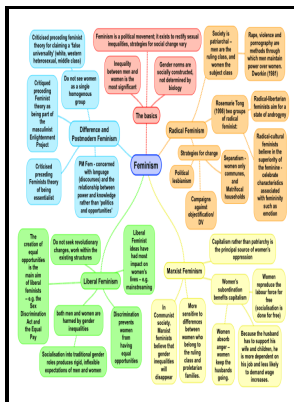 Criticised preceding feminist
theory for claiming a 'false
universality' (white, western
heterosexual, middle class)
Feminism is a political movement, it exists to rectify sexual
inequalities, strategies for social change vary
Society is
patriarchal –
men are the
ruling class, and
women the
subject class
Rape, violence and
pornography are methods
through which men
maintain power over
women. Dworkin (1981)
Inequality
between men and
women is the
most significant
Gender norms are
socially constructed,
not determined by
biology
Do not see women
as a single
homogenous
group
Critiqued
preceding
Feminist
theory as
being part
of the
masculinist
Enlightenment
Project
The basics
Rosemarie Tong
(1998) two groups
of radical
feminist:
Radical-libertarian
feminists aim for a
state of androgyny
Difference and
Postmodern Feminism
Radical Feminism
Radical-cultural
feminists
believe in the
superiority of
the feminine -
celebrate
characteristics
associated
with
femininity such
as emotion
Strategies for change
Feminism
Criticised
preceding
Feminists theory
of being
essentialist
PM Fem - concerned
with language
(discourses) and the
relationship between
power and knowledge
rather than 'politics
and opportunities'
Political
lesbianism
Separatism –
women only
communes,
and
Matrifocal
households
Campaigns
against
objectification/
DV
The
creation of
equal
opportunities
is the main
aim of liberal
feminists
– e.g. the
Sex
Discrimination
Act and
the Equal
Pay
Do not seek revolutionary
changes, work within the
existing structures
Liberal
Feminist
ideas have
had most
impact on
women's
lives – e.g.
mainstreaming
Liberal Feminism
Capitalism rather than patriarchy is
the principal source of women's
oppression
Marxist Feminism
Women's
subordination
benefits capitalism
Women
reproduce the
labour force for
free
(socialisation is
done for free)
both men and women are
harmed by gender
inequalities
Discrimination
prevents
women
from
having equal
opportunities
In
Communist
society,
Marxist
feminists
believe that
gender
inequalities
will
disappear
More
sensitive to
differences
between
women who
belong to
the ruling
class and
proletarian
families.
Women
absorb
anger –
women keep
the husbands
going.
Because the husband
has to support his
wife and children, he
is more dependent on
his job and less likely
to demand wage
increases.
Socialisation into traditional gender
roles produces rigid, inflexible
expectations of men and women